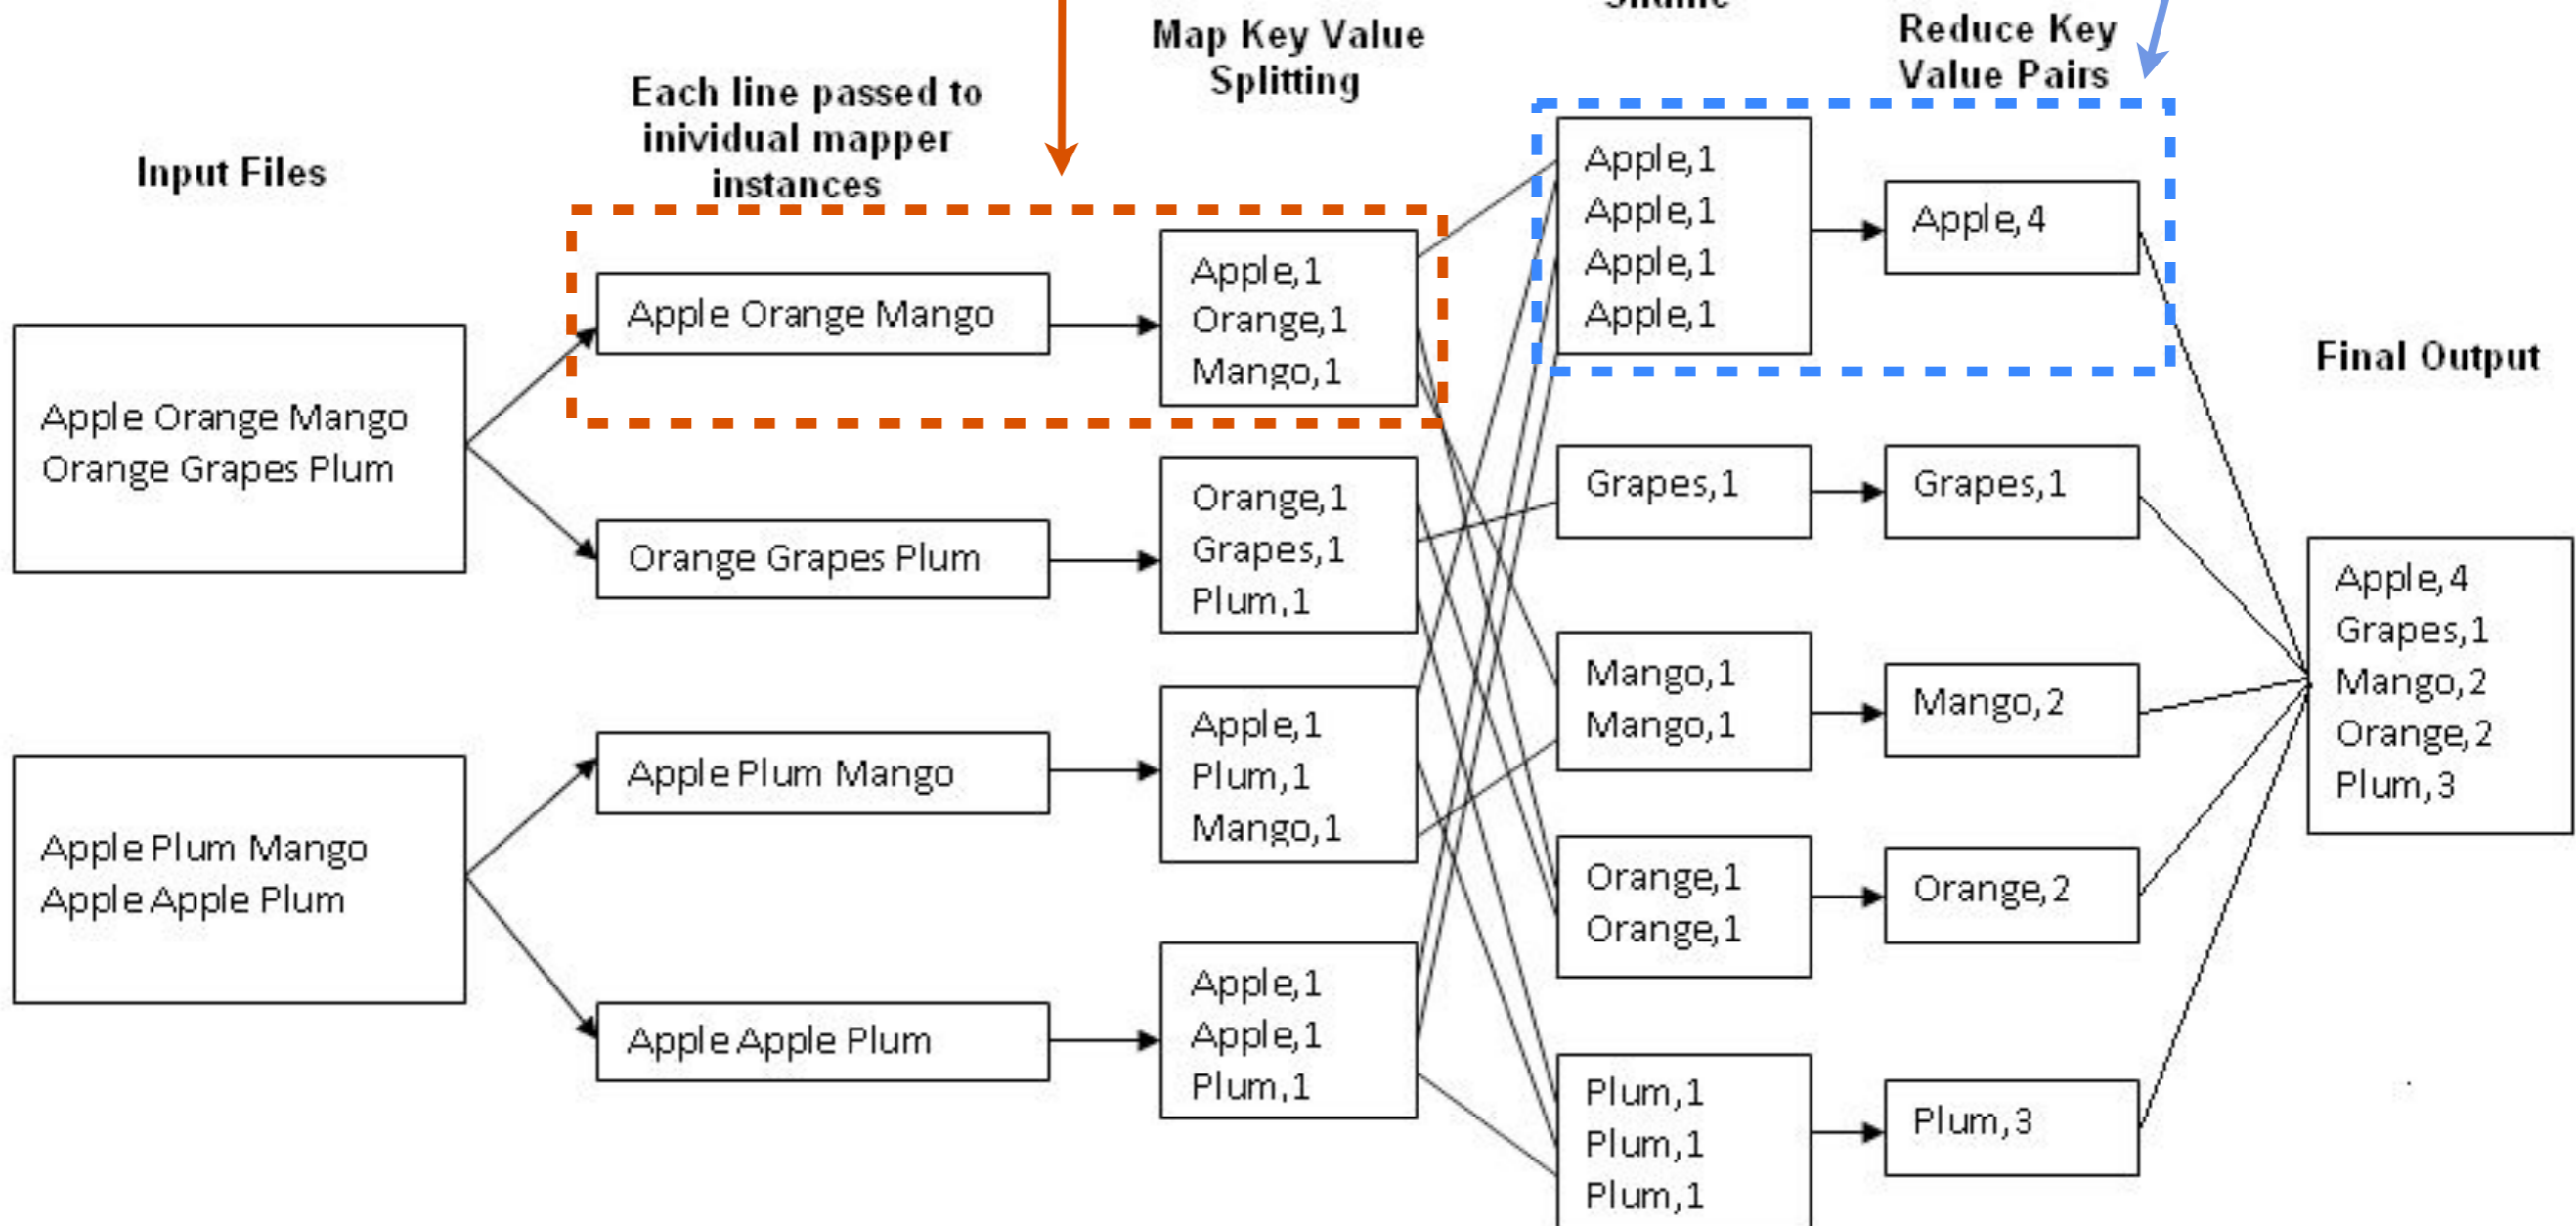 Input Files
Each line passed to
inividual mapper
instances
Map Key Value
Splitting
Reduce Key
Value Pairs
Final Output
Apple Orange Mango
Orange Grapes Plum
Apple Plum Mango
Apple Apple Plum
Apple Orange Mango
Orange Grapes Plum
Apple Plum Mango
Apple Apple Plum
Apple,1
Orange,1
Mango,1
Orange,1
Grapes,1
Plum,1
Apple,1
Plum,1
Mango,1
Apple,1
Apple,1
Plum,1
Apple,1
Apple,1
Apple,1
Apple,1
Grapes,1
Mango,1
Mango,1
Orange,1
Orange,1
Plum,1
Plum,1
Plum,1
Apple,4
Grapes,1
Mango,2
Orange,2
Plum,3
Apple,4
Grapes,1
Mango,2
Orange,2
Plum,3